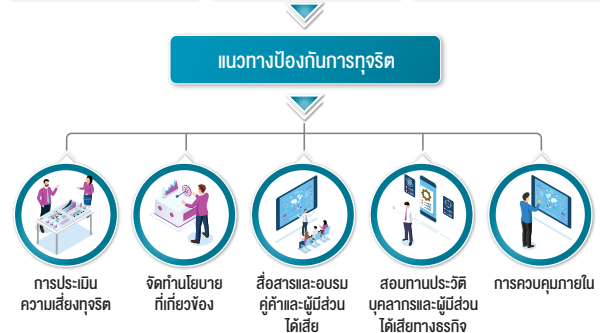 แนวทางป้องกันการทุจริต
การประเมิน
ความเสี่ยงทุจริต
จัดทำนโยบาย
ที่เกี่ยวข้อง
สื่อสารและอบรม
คู่ค้าและผู้มีส่วน
ได้เสีย
สอบทานประวัติ
บุคลากรและผู้มีส่วน
ได้เสียทางธุรกิจ
การควบคุมภายใน